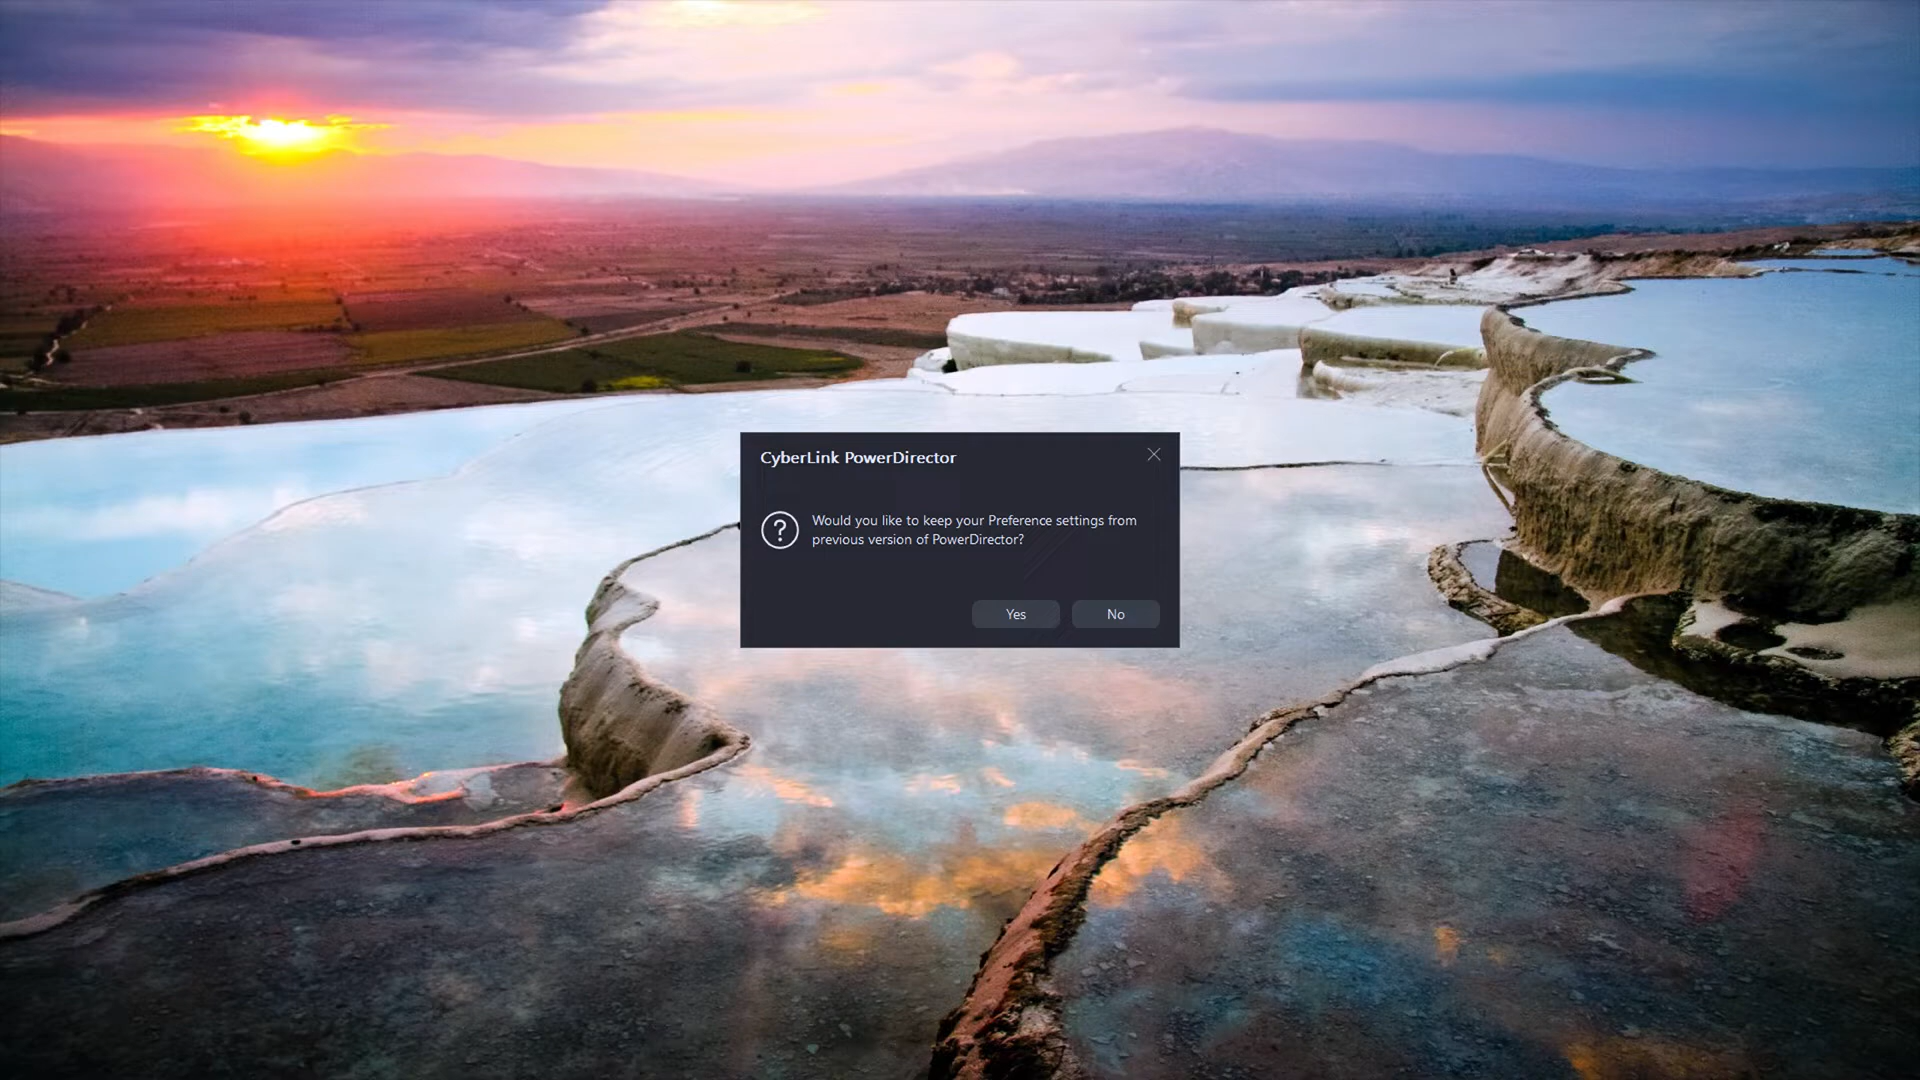 CyberLink PowerDirector
Would you like to keep your Preference settings from
previous version of PowerDirector?
Yes
No